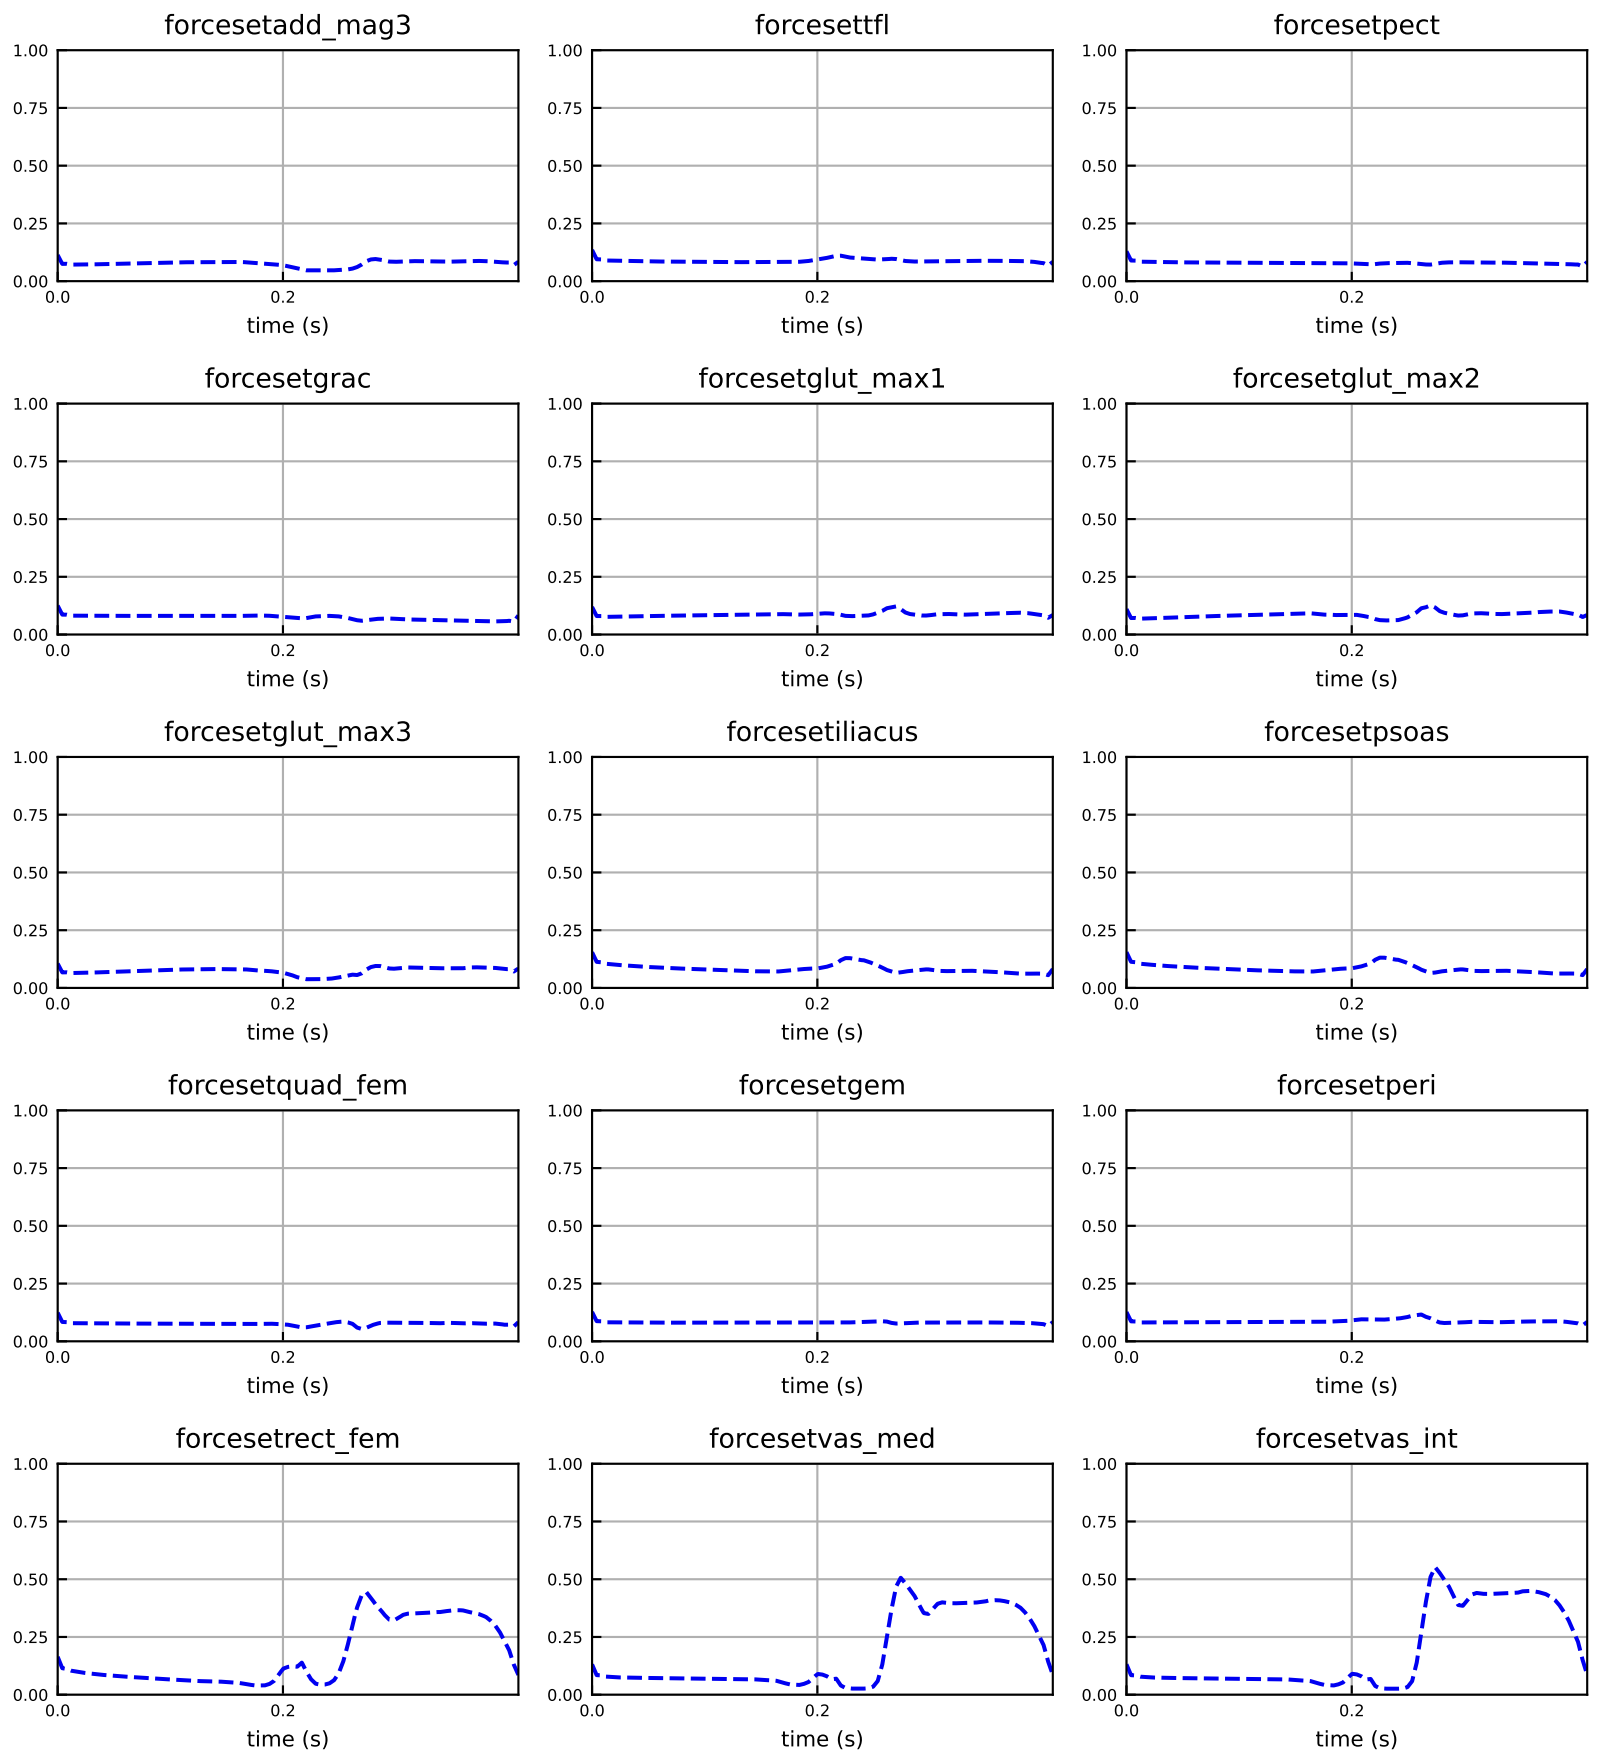 forcesetadd_mag3 forcesettfl forcesetpect
1.00 1.00 1.00
0.75 0.75 0.75
0.50 0.50 0.50
0.25 0.25 0.25
0.00 0.00 0.00
0.0 0.2 0.0 0.2 0.0 0.2
time (s) time (s) time (s)
forcesetgrac forcesetglut_max1 forcesetglut_max2
1.00 1.00 1.00
0.75 0.75 0.75
0.50 0.50 0.50
0.25 0.25 0.25
0.00 0.00 0.00
0.0 0.2 0.0 0.2 0.0 0.2
time (s) time (s) time (s)
forcesetglut_max3 forcesetiliacus forcesetpsoas
1.00 1.00 1.00
0.75 0.75 0.75
0.50 0.50 0.50
0.25 0.25 0.25
0.00 0.00 0.00
0.0 0.2 0.0 0.2 0.0 0.2
time (s) time (s) time (s)
forcesetquad_fem forcesetgem forcesetperi
1.00 1.00 1.00
0.75 0.75 0.75
0.50 0.50 0.50
0.25 0.25 0.25
0.00 0.00 0.00
0.0 0.2 0.0 0.2 0.0 0.2
time (s) time (s) time (s)
forcesetrect_fem forcesetvas_med forcesetvas_int
1.00 1.00 1.00
0.75 0.75 0.75
0.50 0.50 0.50
0.25 0.25 0.25
0.00 0.00 0.00
0.0 0.2 0.0 0.2 0.0 0.2
time (s) time (s) time (s)